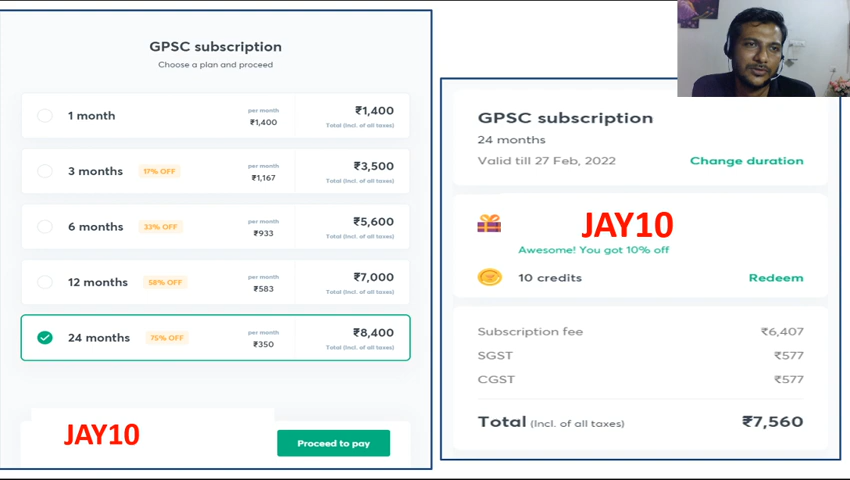 GPSC subscription
Choose a plan and proceed
1 month
per month
₹1,400
₹1,400
Total (Incl. of all taxes)
3 months 17% OFF
per month
₹1,167
₹3,500
Total (Incl. of all taxes)
6 months 33% OFF
per month
₹933
₹5,600
Total (Incl. of all taxes)
12 months 58% OFF
per month
₹583
₹7,000
Total (Incl. of all taxes)
24 months 75% OFF
per month
₹350
₹8,400
Total (Incl. of all taxes)
JAY10
Proceed to pay
GPSC subscription
24 months
Valid till 27 Feb, 2022 Change duration
JAY10
Awesome! You got 10% off
10 credits Redeem
Subscription fee ₹6,407
SGST ₹577
CGST ₹577
Total (Incl. of all taxes) ₹7,560